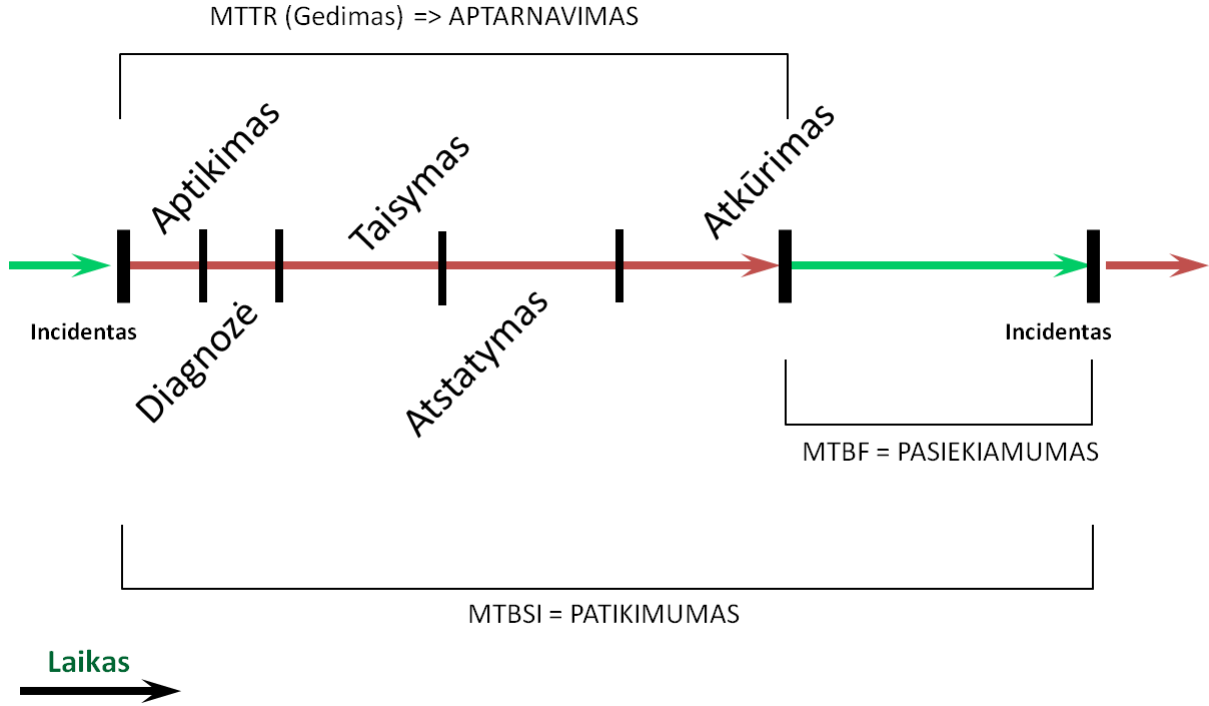 MTTR (Gedimas) => APTARNAVIMAS
Aptikimas
Taisymas
Atkūrimas
Incidentas
Incidentas
Diagnozė
Atstatymas
MTBF = PASIEKIAMUMAS
MTBSI = PATIKIMUMAS
Laikas